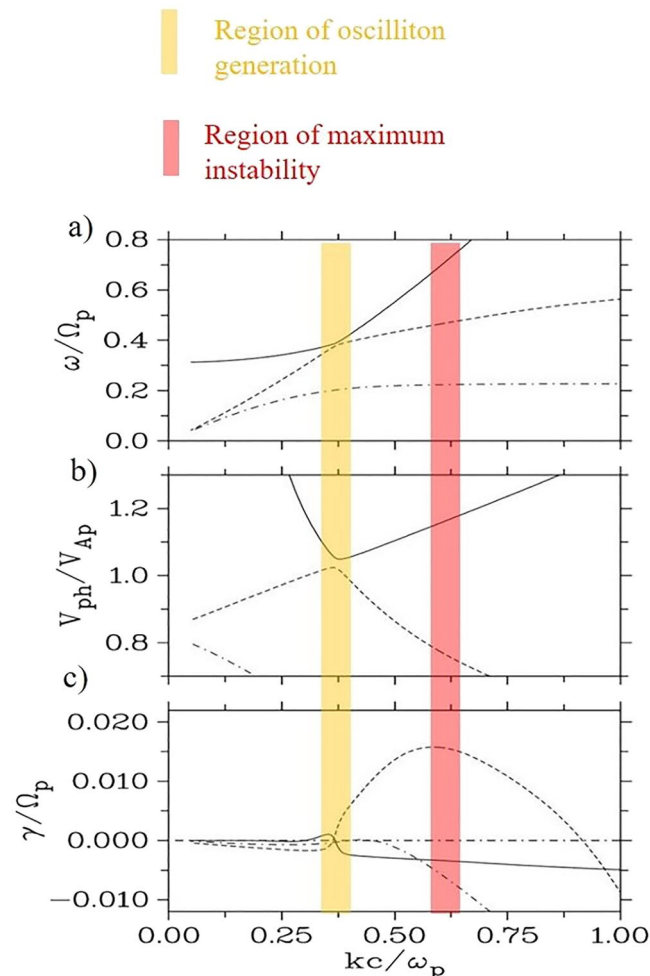 Region of oscilliton
generation
Region of maximum
instability
a)
0.8
0.6
0.4
0.2
0.0
ω/Ωp
b)
1.2
1.0
0.8
Vph/VAp
c)
0.020
0.010
0.000
−0.010
γ/Ωp
0.00 0.25 0.50 0.75 1.00
kc/ωp